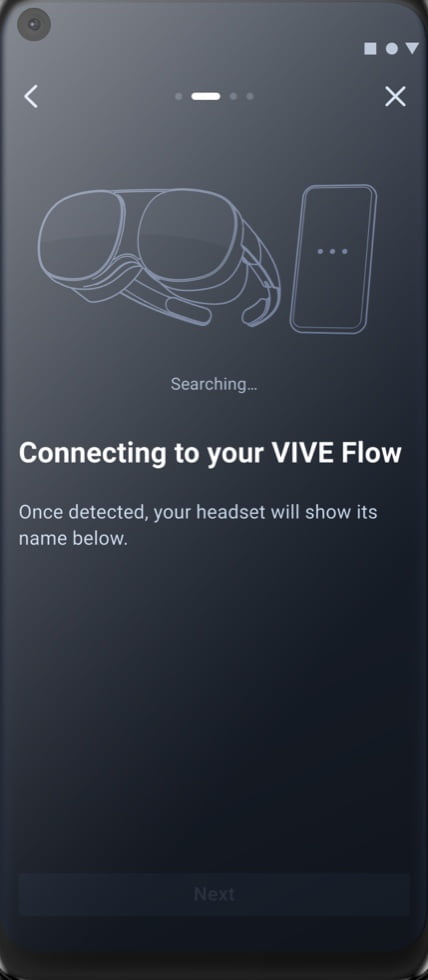 Searching...
Connecting to your VIVE Flow
Once detected, your headset will show its
name below.
Next